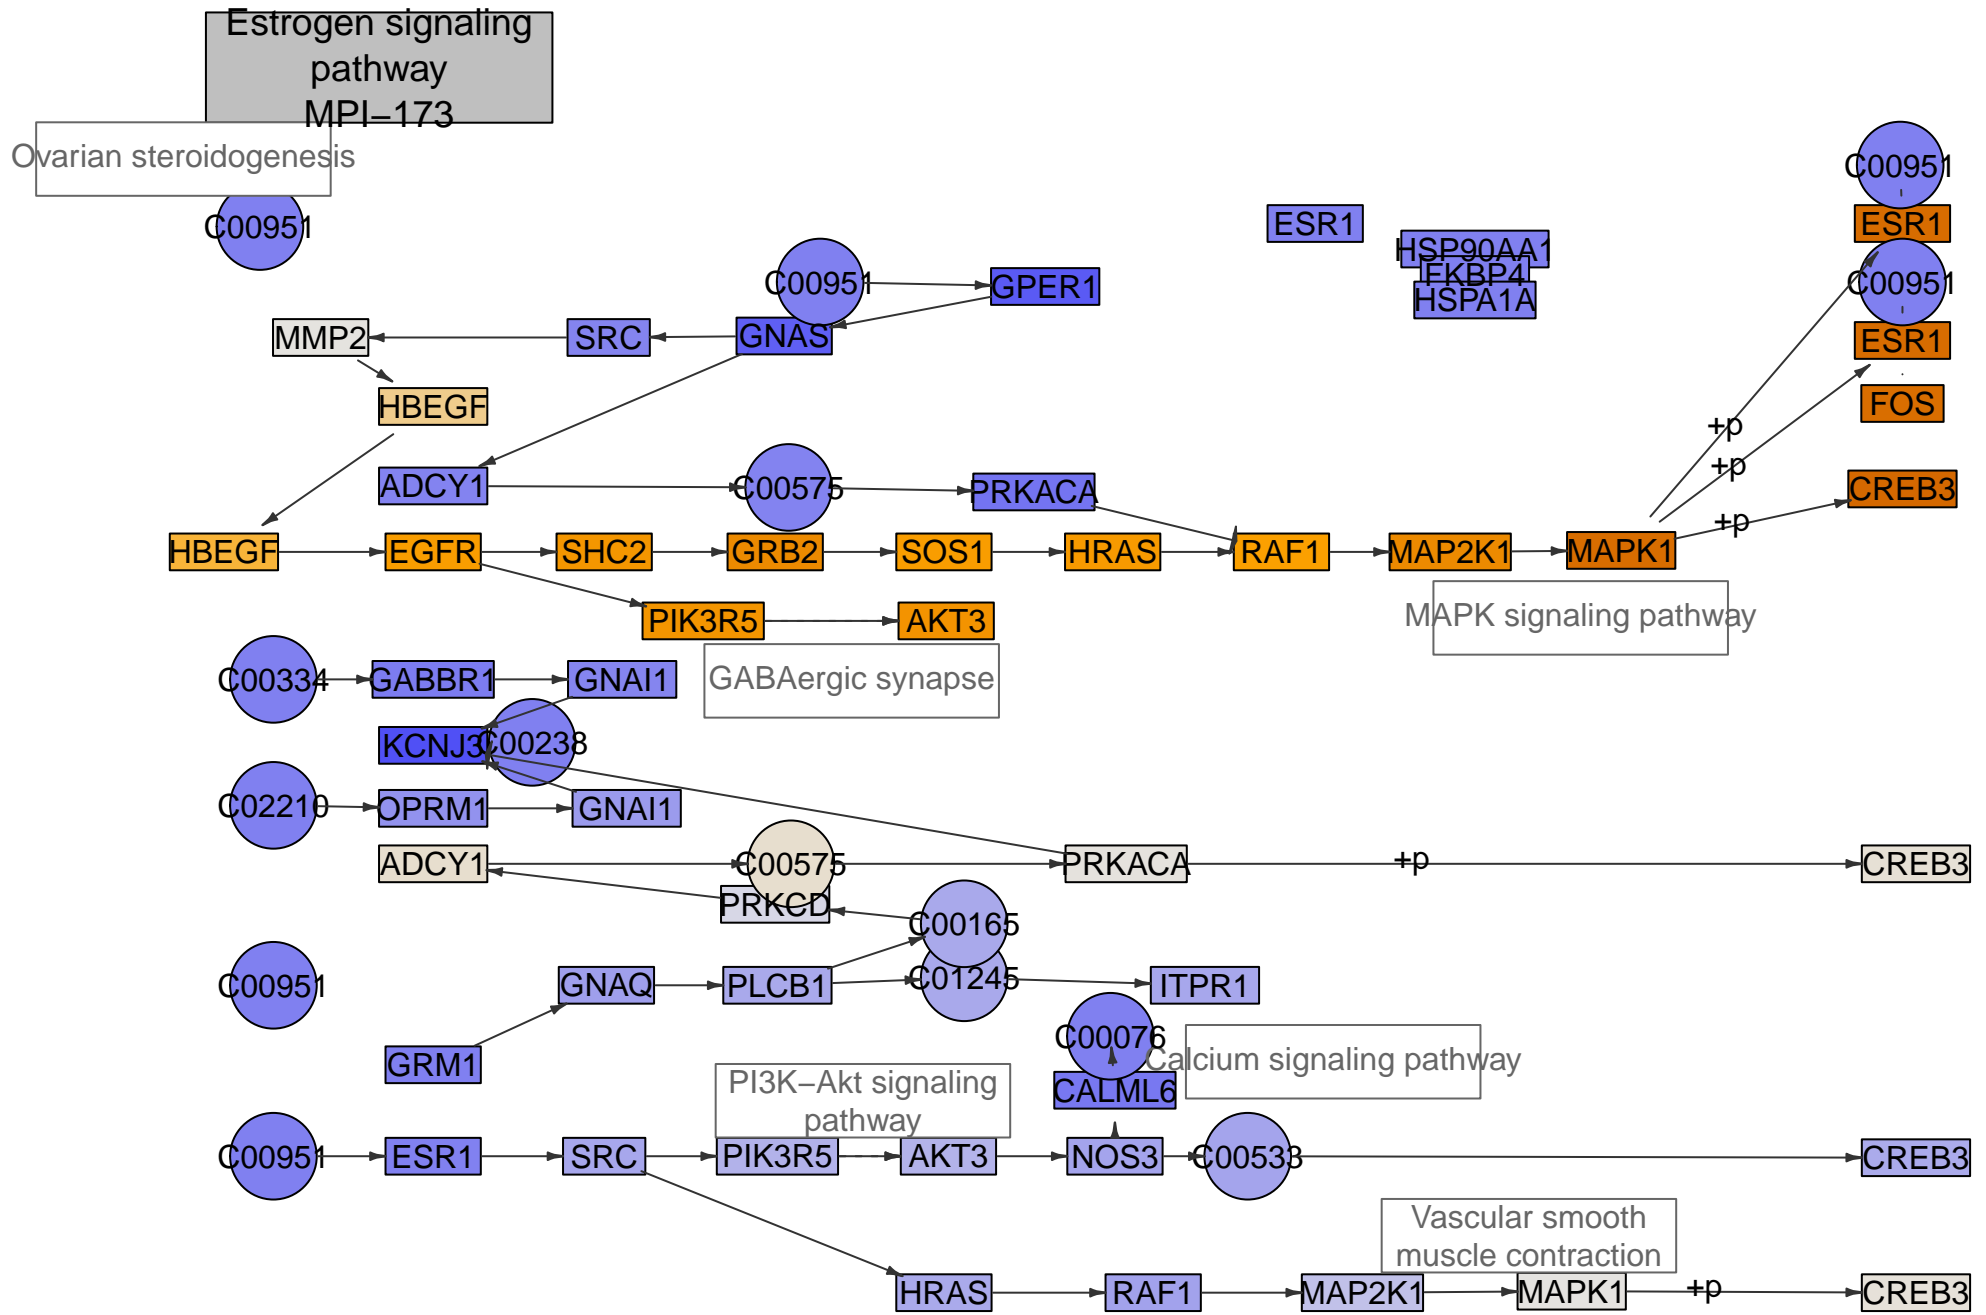 Estrogen signaling
pathway
MPI−173
Ovarian steroidogenesis
C00951
C00951
ESR1
C00951
ESR1
HSP90AA1
FKBP4
HSPA1A
C00951
GPER1
C00951
MMP2
SRC
GNAS
ESR1
HBEGF
FOS
+p
+p
ADCY1
C00575
PRKACA
CREB3
+p
HBEGF
EGFR
SHC2
GRB2
SOS1
HRAS
RAF1
MAP2K1
MAPK1
PIK3R5
AKT3
MAPK signaling pathway
C00334
GABBR1
GNAI1
GABAergic synapse
KCNJ3
C00238
C02210
OPRM1
GNAI1
ADCY1
C00575
PRKACA
+p
CREB3
PRKCD
C00165
C00951
GNAQ
PLCB1
C01245
ITPR1
C00076
Calcium signaling pathway
GRM1
CALML6
PI3K−Akt signaling
pathway
C00951
ESR1
SRC
PIK3R5
AKT3
NOS3
C00533
CREB3
Vascular smooth
muscle contraction
HRAS
RAF1
MAP2K1
MAPK1
+p
CREB3